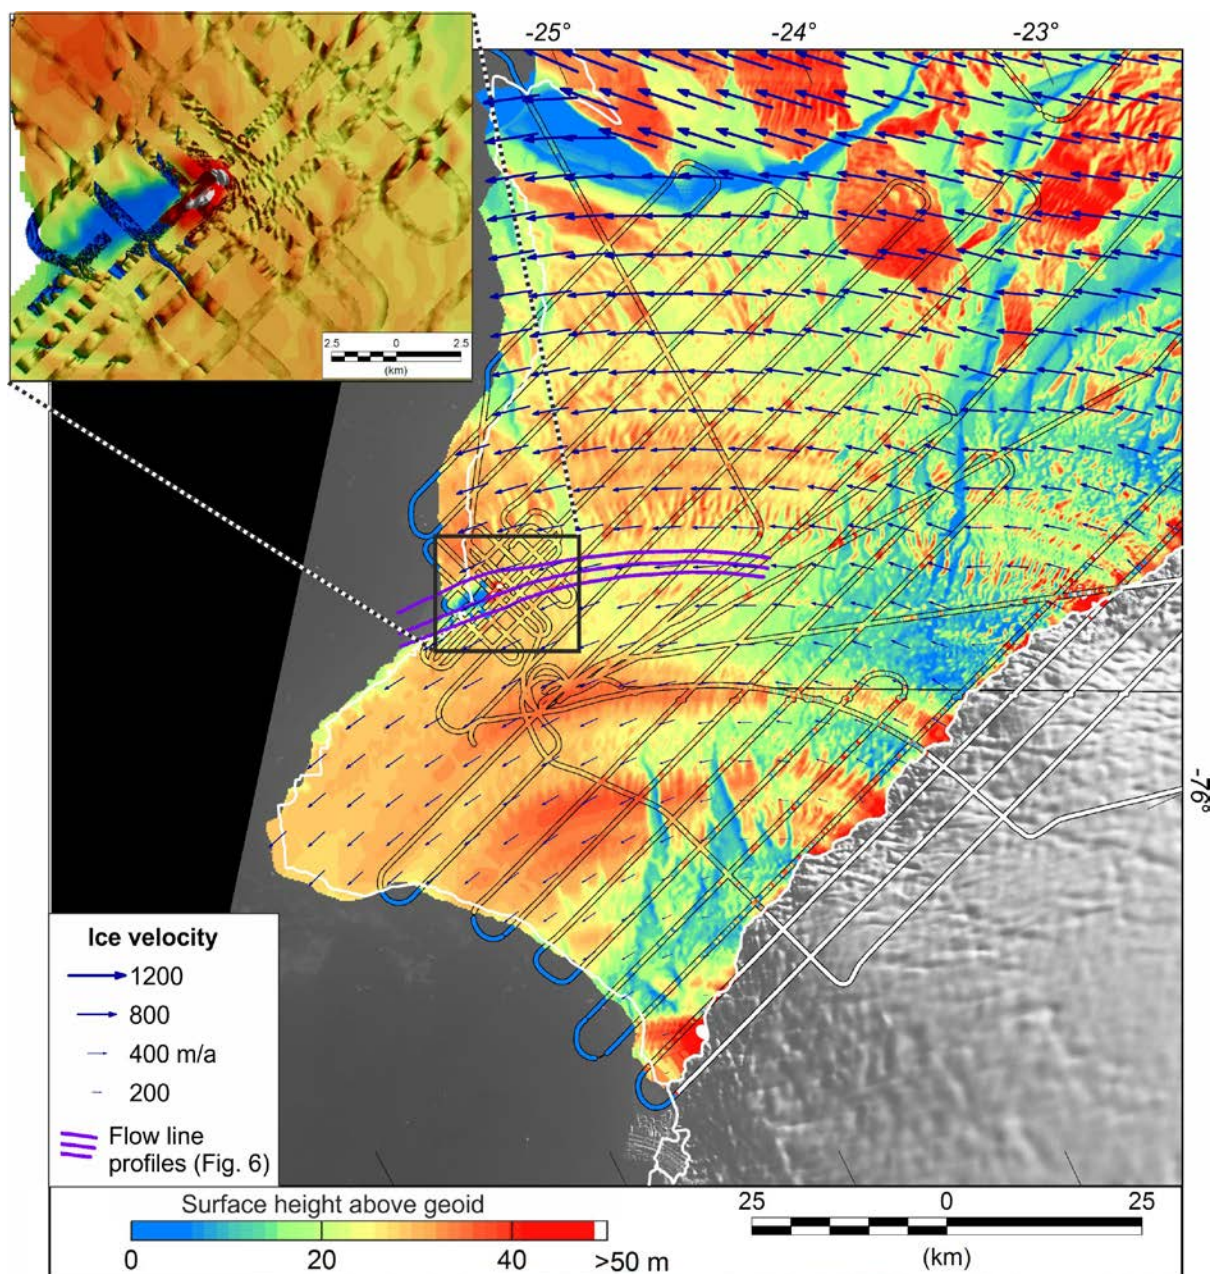 -25°
-24°
-23°
2.5 0 2.5
(km)
-76°
Ice velocity
1200
800
400 m/a
200
Flow line
profiles (Fig. 6)
Surface height above geoid
0 20 40 >50 m
25 0 25
(km)